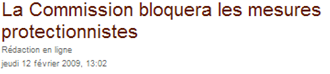 La Commission bloquera les mesures
protectionnistes
Rédaction en ligne
jeudi 12 février 2009, 13:02